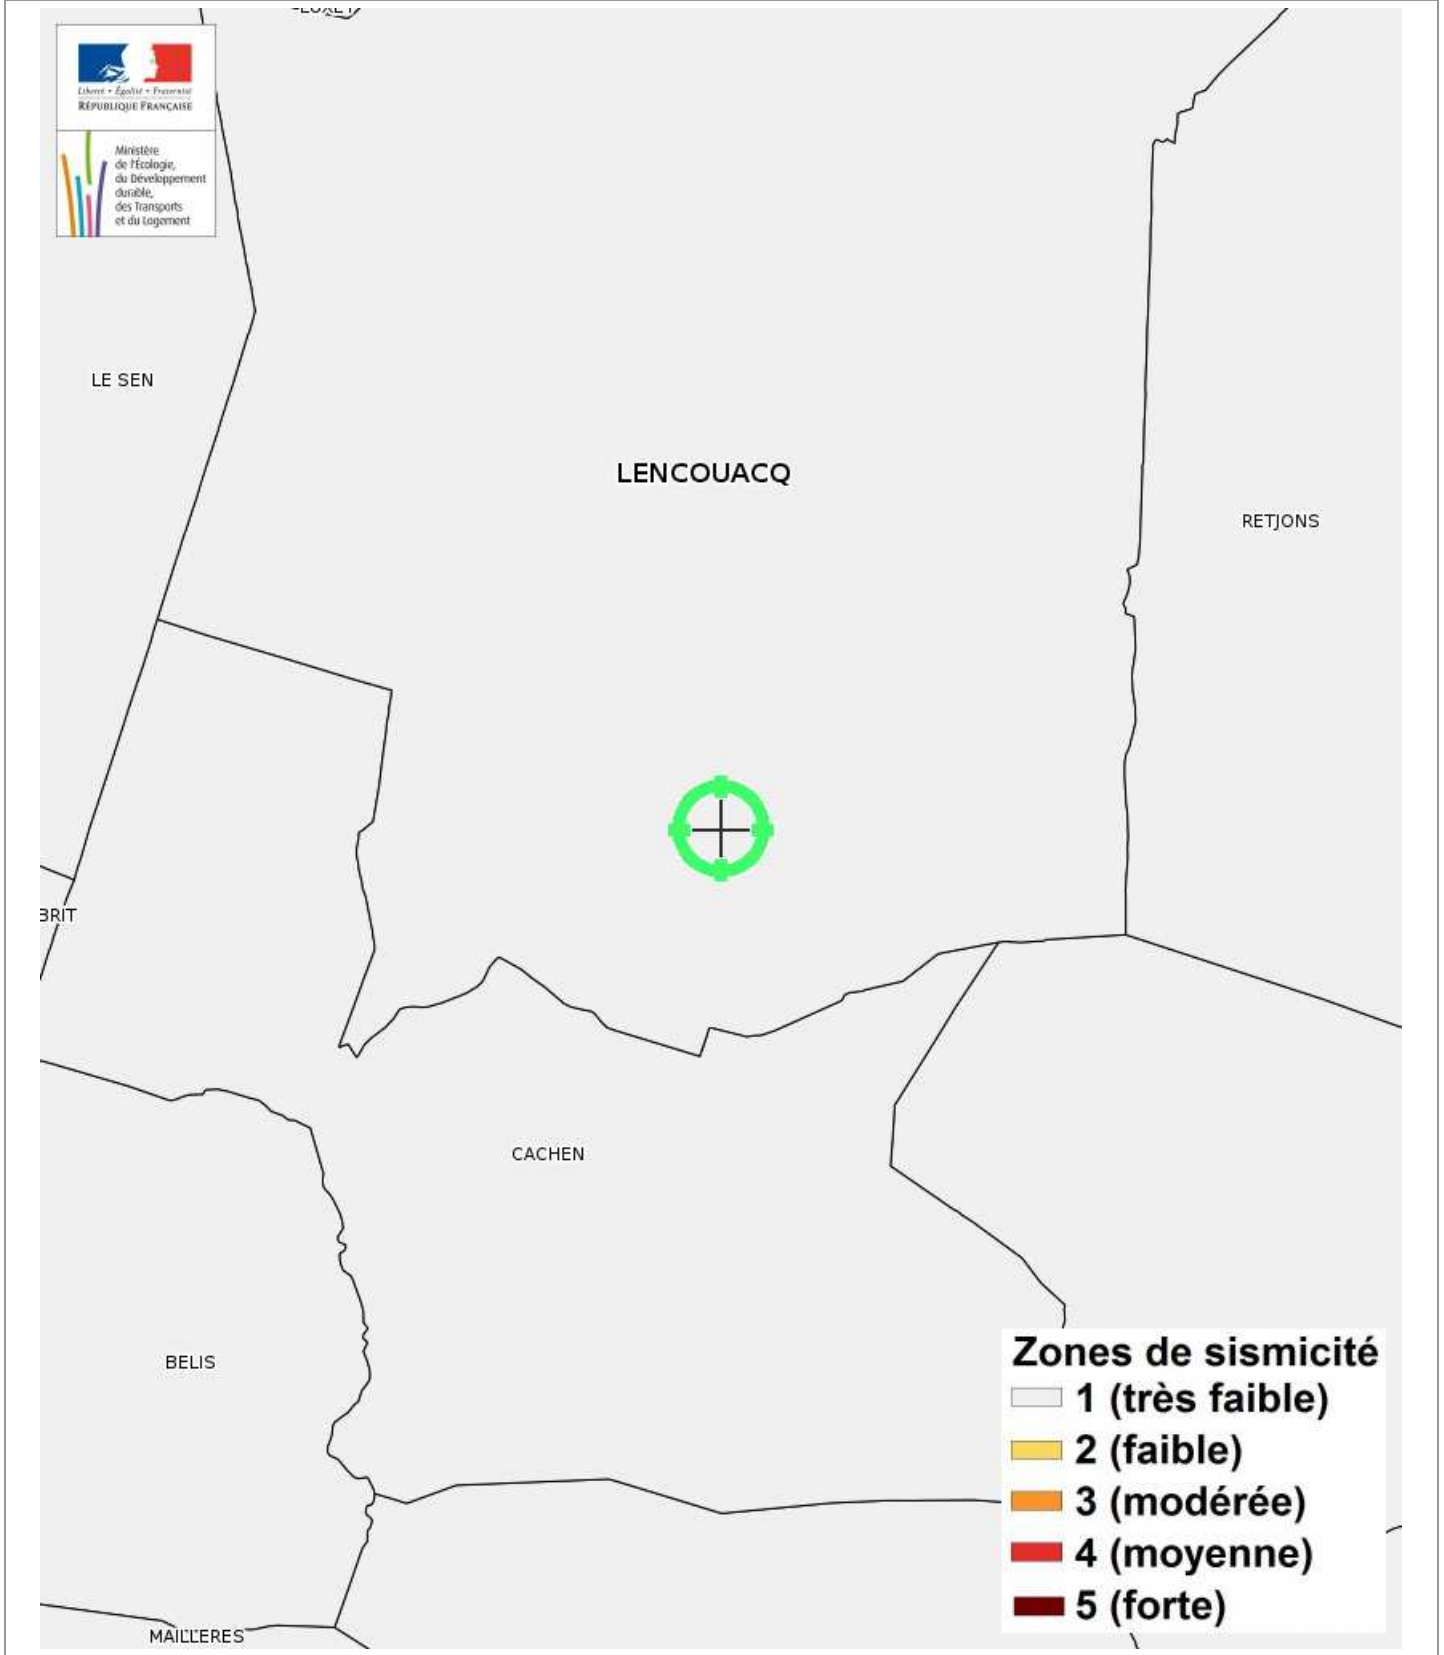 Liberté • Égalité • Fraternité
RÉPUBLIQUE FRANÇAISE
Ministère
de l'Écologie,
du Développement
durable,
des Transports
et du Logement
LE SEN
LENCOUACQ
RETJONS
BRIT
CACHEN
BELIS
MAILLERES
Zones de sismicité
1 (très faible)
2 (faible)
3 (modérée)
4 (moyenne)
5 (forte)